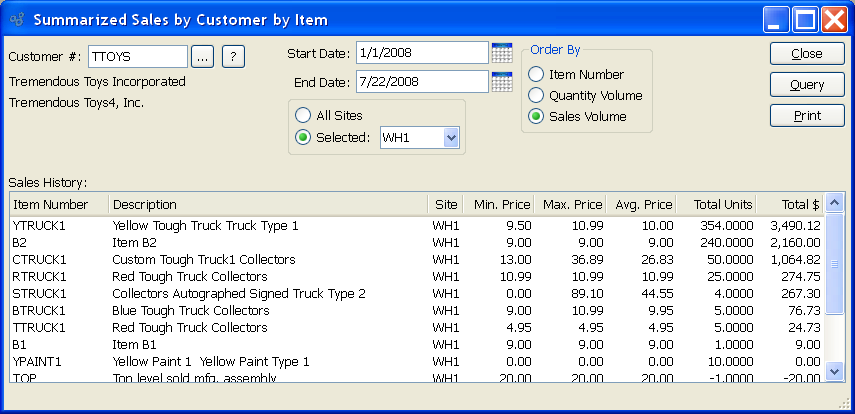 Summarized Sales by Customer by Item
Customer #: TTOYS ... ?
Tremendous Toys Incorporated
Tremendous Toys4, Inc.
Start Date: 1/1/2008
End Date: 7/22/2008
All Sites
Selected: WH1
Order By
Item Number
Quantity Volume
Sales Volume
Close
Query
Print
Sales History:
Item Number Description Site Min. Price Max. Price Avg. Price Total Units Total $
YTRUCK1 Yellow Tough Truck Truck Type 1 WH1 9.50 10.99 10.00 354.0000 3,490.12
B2 Item B2 WH1 9.00 9.00 9.00 240.0000 2,160.00
CTRUCK1 Custom Tough Truck1 Collectors WH1 13.00 36.89 26.83 50.0000 1,064.82
RTRUCK1 Red Tough Truck Collectors WH1 10.99 10.99 10.99 25.0000 274.75
STRUCK1 Collectors Autographed Signed Truck Type 2 WH1 0.00 89.10 44.55 4.0000 267.30
BTRUCK1 Blue Tough Truck Collectors WH1 9.00 10.99 9.95 5.0000 76.73
TTRUCK1 Red Tough Truck Collectors WH1 4.95 4.95 4.95 5.0000 24.73
B1 Item B1 WH1 9.00 9.00 9.00 1.0000 9.00
YPAINT1 Yellow Paint 1 Yellow Paint Type 1 WH1 0.00 0.00 0.00 10.0000 0.00
TOP Top level sold mfg. assembly WH1 20.00 20.00 20.00 -1.0000 -20.00